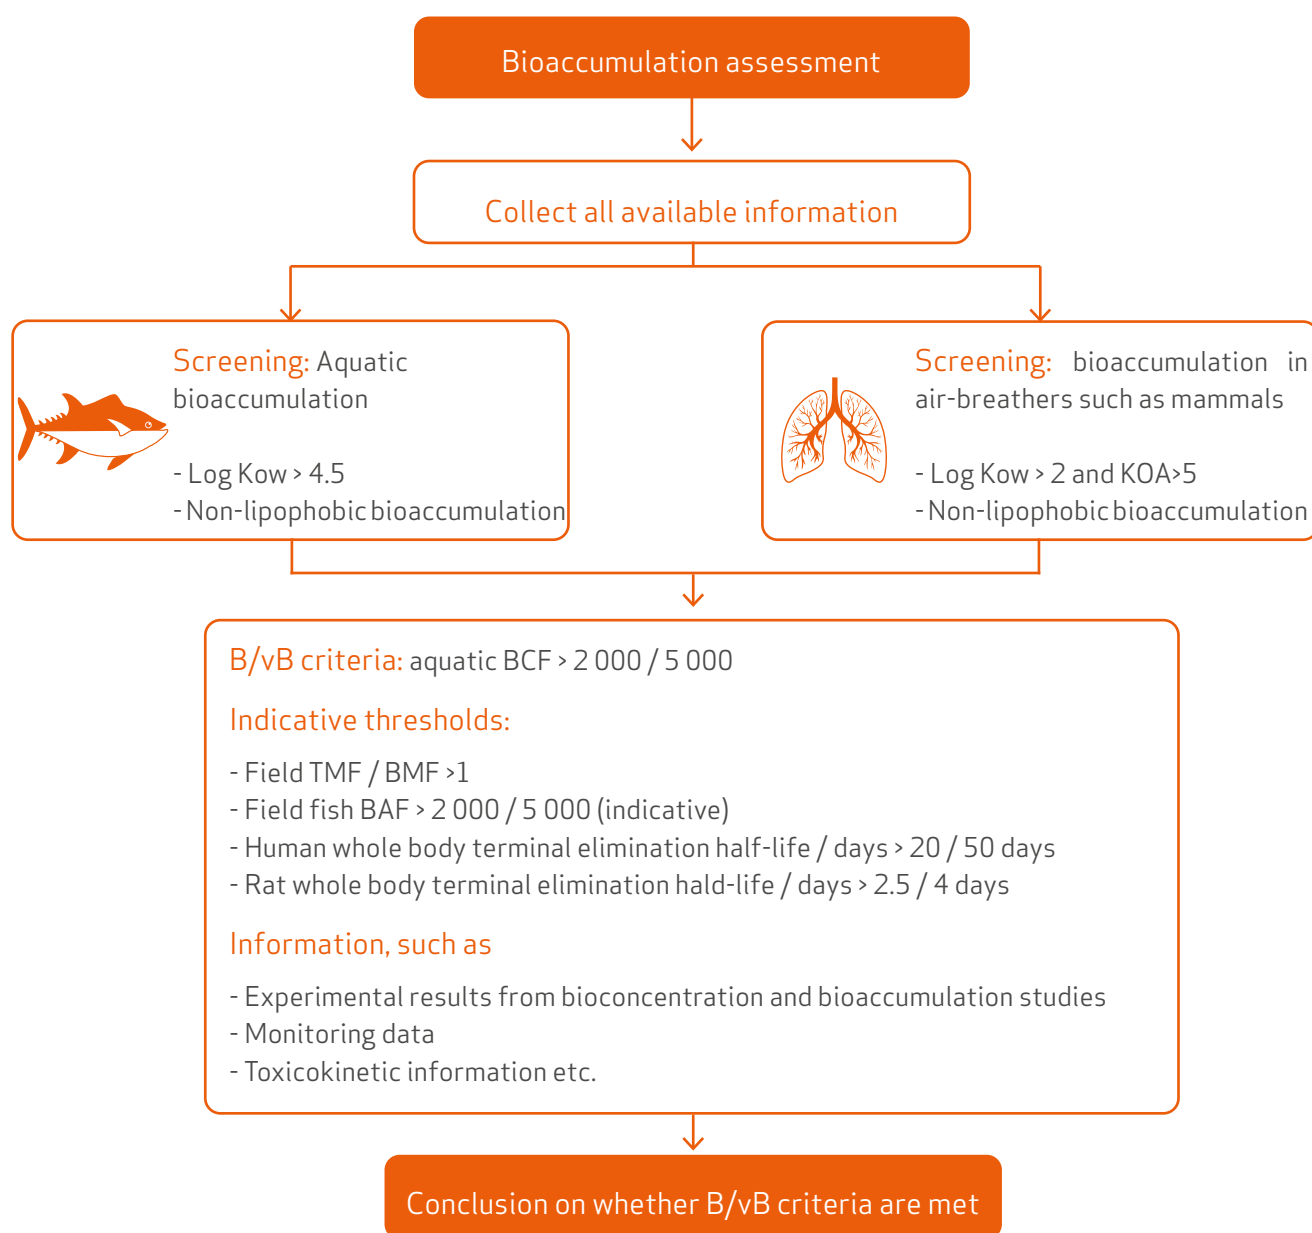 Bioaccumulation assessment
Collect all available information
Screening: Aquatic
bioaccumulation
- Log Kow > 4.5
- Non-lipophobic bioaccumulation
Screening: bioaccumulation in
air-breathers such as mammals
- Log Kow > 2 and KOA>5
- Non-lipophobic bioaccumulation
B/vB criteria: aquatic BCF > 2 000 / 5 000
Indicative thresholds:
- Field TMF / BMF >1
- Field fish BAF > 2 000 / 5 000 (indicative)
- Human whole body terminal elimination half-life / days > 20 / 50 days
- Rat whole body terminal elimination hald-life / days > 2.5 / 4 days
Information, such as
- Experimental results from bioconcentration and bioaccumulation studies
- Monitoring data
- Toxicokinetic information etc.
Conclusion on whether B/vB criteria are met